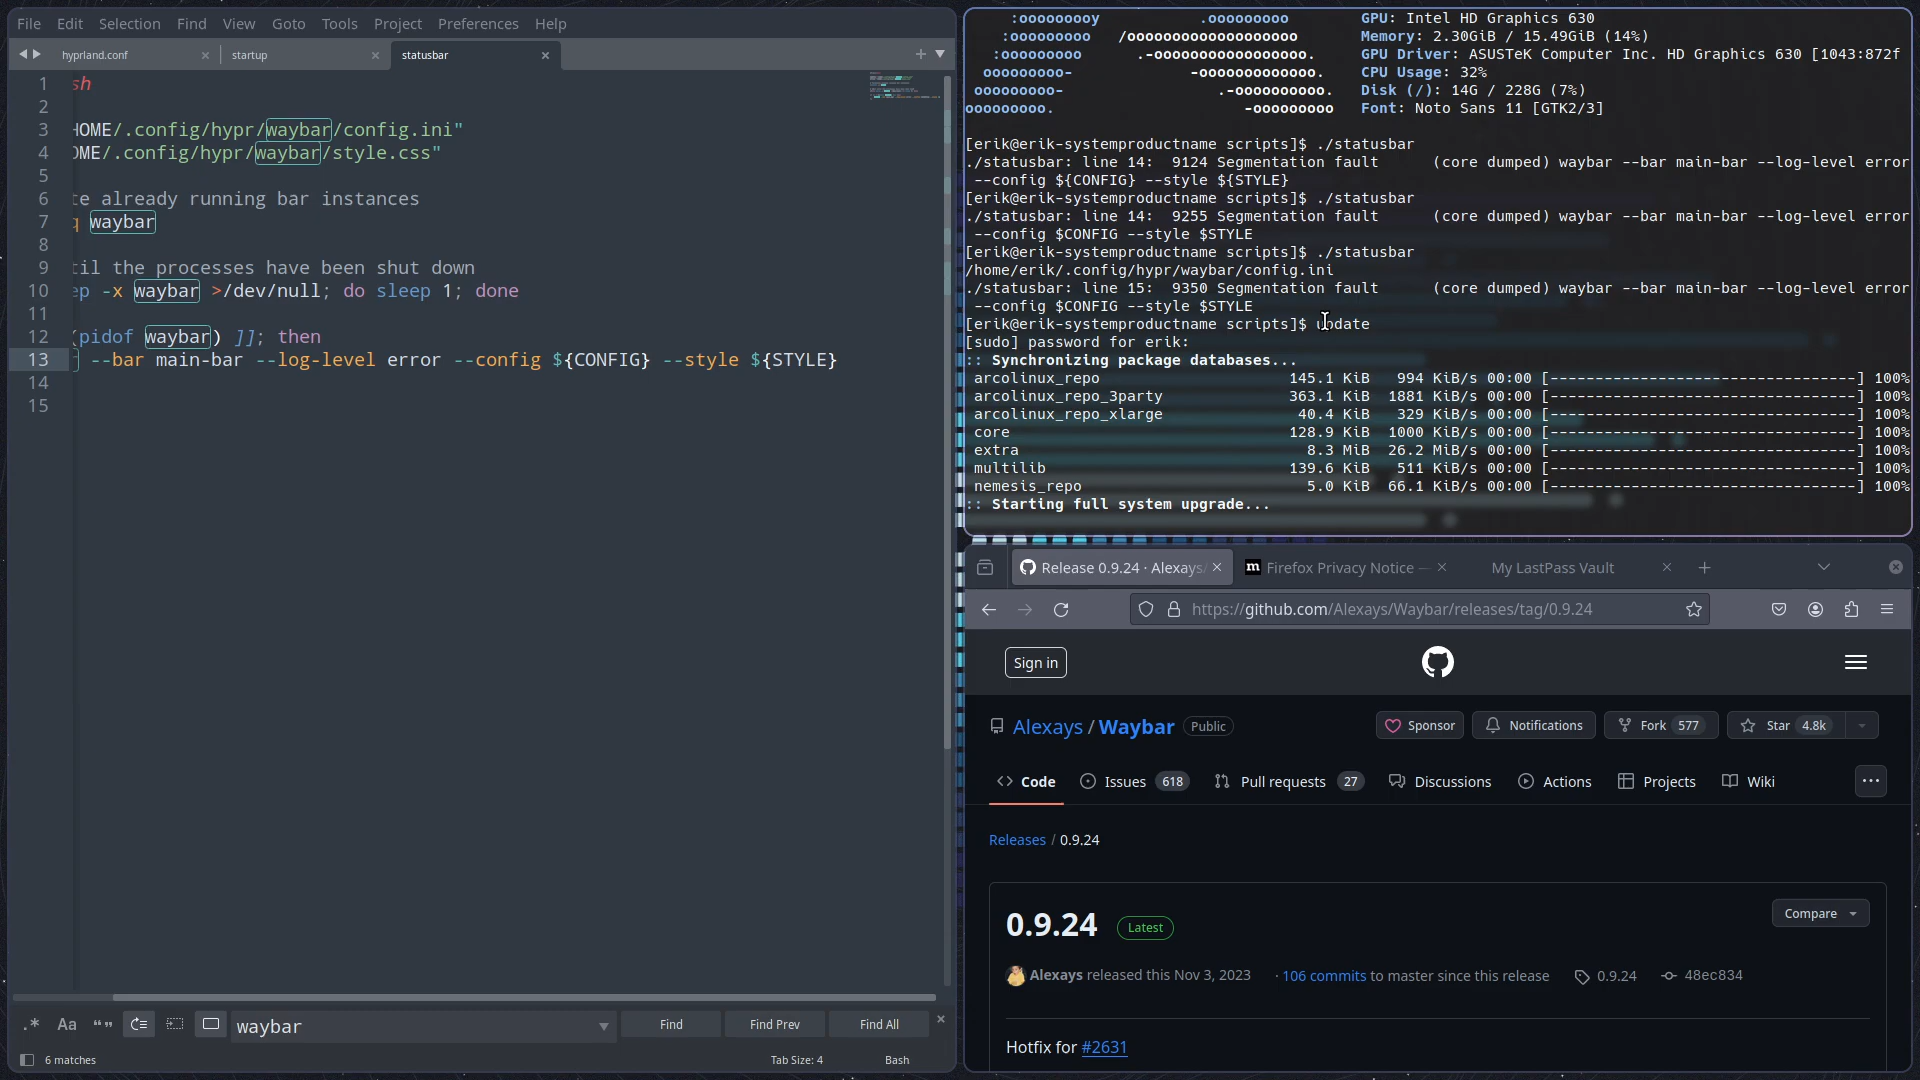 File Edit Selection Find View Goto Tools Project Preferences Help
hyprland.conf
startup
statusbar
1 sh
2
3 HOME/.config/hypr/waybar/config.ini"
4 OME/.config/hypr/waybar/style.css"
5
6 te already running bar instances
7 q waybar
8
9 til the processes have been shut down
10 ep -x waybar >/dev/null; do sleep 1; done
11
12 (pidof waybar) ]]; then
13 --bar main-bar --log-level error --config ${CONFIG} --style ${STYLE}
14
15
.* Aa “” waybar Find Find Prev Find All
6 matches Tab Size: 4 Bash
:ooooooooy .ooooooooo GPU: Intel HD Graphics 630
:ooooooooo /oooooooooooooooooooo Memory: 2.30GiB / 15.49GiB (14%)
:ooooooooo .-ooooooooooooooooo. GPU Driver: ASUSTeK Computer Inc. HD Graphics 630 [1043:872f
ooooooooo- -ooooooooooooo. CPU Usage: 32%
ooooooooo- .-oooooooooo. Disk (/): 14G / 228G (7%)
ooooooooo. -ooooooooo Font: Noto Sans 11 [GTK2/3]
[erik@erik-systemproductname scripts]$ ./statusbar
./statusbar: line 14: 9124 Segmentation fault (core dumped) waybar --bar main-bar --log-level error
--config ${CONFIG} --style ${STYLE}
[erik@erik-systemproductname scripts]$ ./statusbar
./statusbar: line 14: 9255 Segmentation fault (core dumped) waybar --bar main-bar --log-level error
--config $CONFIG --style $STYLE
[erik@erik-systemproductname scripts]$ ./statusbar
/home/erik/.config/hypr/waybar/config.ini
./statusbar: line 15: 9350 Segmentation fault (core dumped) waybar --bar main-bar --log-level error
--config $CONFIG --style $STYLE
[erik@erik-systemproductname scripts]$ update
[sudo] password for erik:
:: Synchronizing package databases...
arcolinux_repo 145.1 KiB 994 KiB/s 00:00 [----------------------------------] 100%
arcolinux_repo_3party 363.1 KiB 1881 KiB/s 00:00 [----------------------------------] 100%
arcolinux_repo_xlarge 40.4 KiB 329 KiB/s 00:00 [----------------------------------] 100%
core 128.9 KiB 1000 KiB/s 00:00 [----------------------------------] 100%
extra 8.3 MiB 26.2 MiB/s 00:00 [----------------------------------] 100%
multilib 139.6 KiB 511 KiB/s 00:00 [----------------------------------] 100%
nemesis_repo 5.0 KiB 66.1 KiB/s 00:00 [----------------------------------] 100%
:: Starting full system upgrade...
Release 0.9.24 · Alexays
Firefox Privacy Notice —
My LastPass Vault
https://github.com/Alexays/Waybar/releases/tag/0.9.24
Sign in
Alexays / Waybar Public Sponsor Notifications Fork 577 Star 4.8k
Code Issues 618 Pull requests 27 Discussions Actions Projects Wiki
Releases / 0.9.24
0.9.24 Latest Compare
Alexays released this Nov 3, 2023 · 106 commits to master since this release 0.9.24 48ec834
Hotfix for #2631